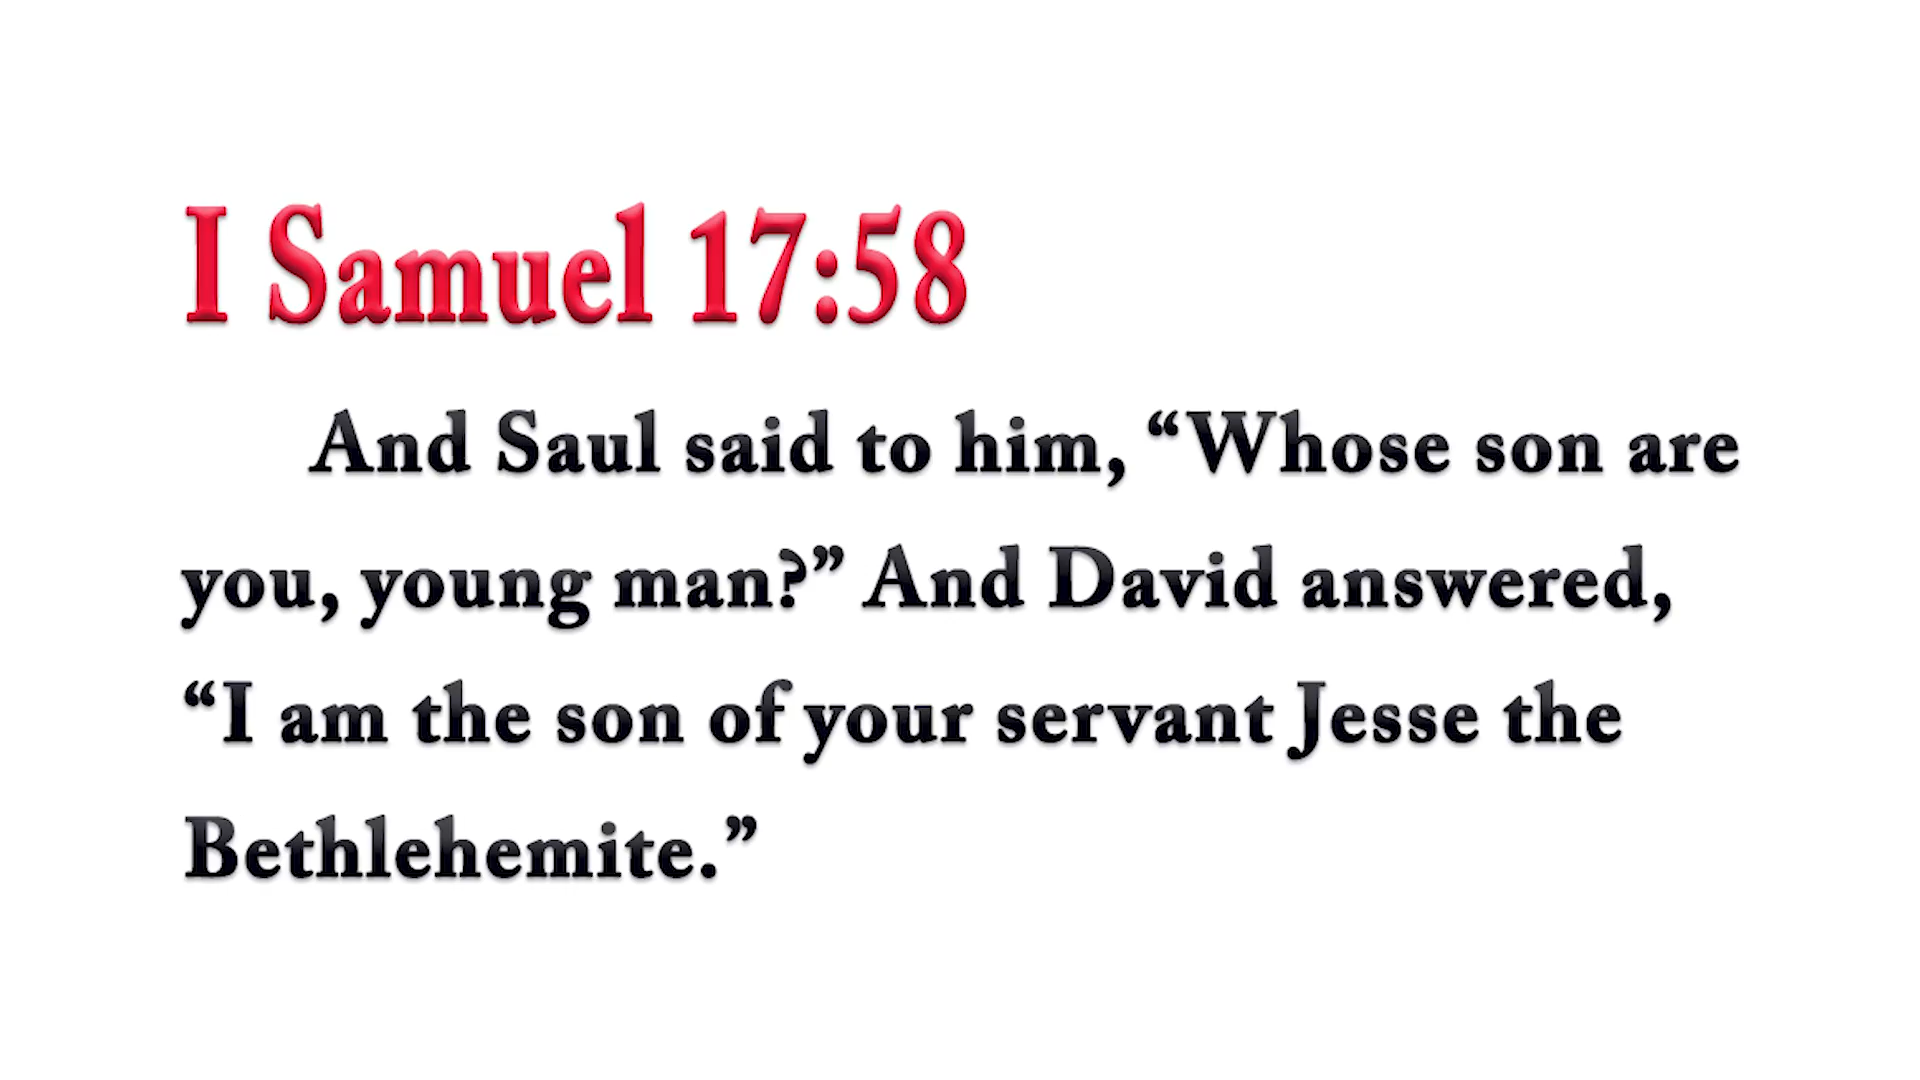 I Samuel 17:58
And Saul said to him, “Whose son are
you, young man?” And David answered,
“I am the son of your servant Jesse the
Bethlehemite.”